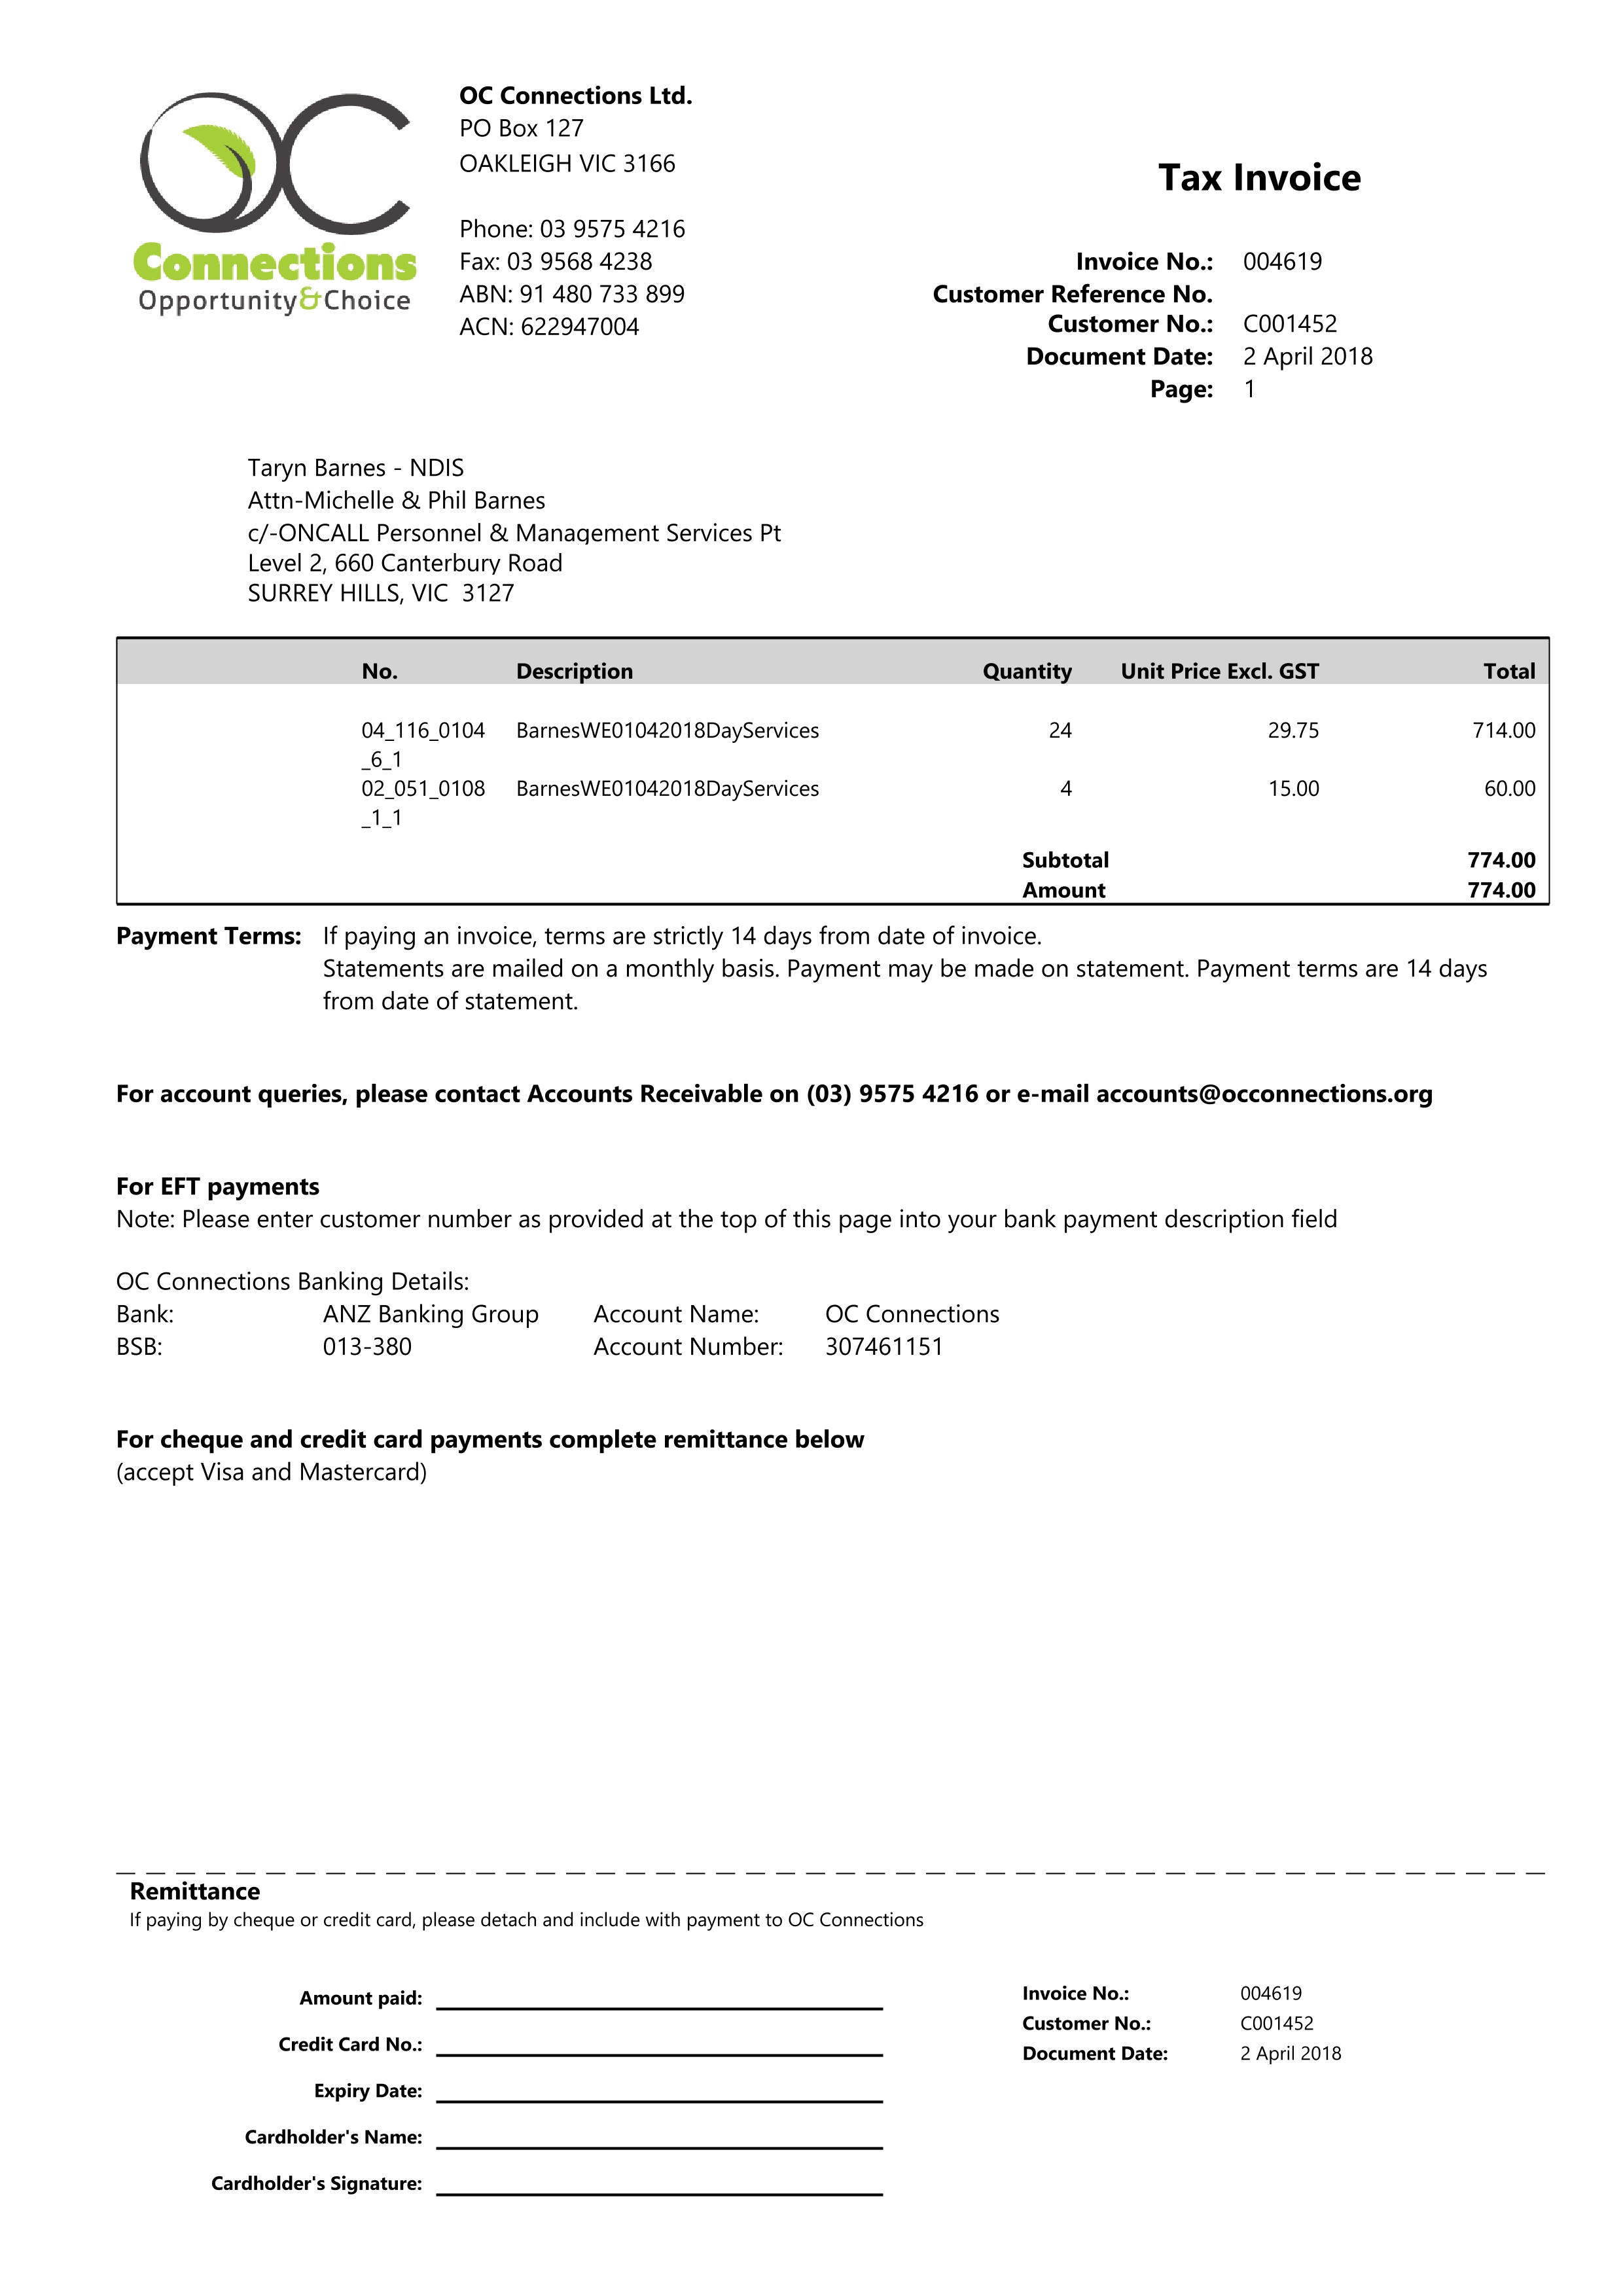 OC
Connections
Opportunity&Choice
OC Connections Ltd.
PO Box 127
OAKLEIGH VIC 3166
Phone: 03 9575 4216
Fax: 03 9568 4238
ABN: 91 480 733 899
ACN: 622947004
Tax Invoice
Invoice No.: 004619
Customer Reference No.
Customer No.: C001452
Document Date: 2 April 2018
Page: 1
Taryn Barnes - NDIS
Attn-Michelle & Phil Barnes
c/-ONCALL Personnel & Management Services Pt
Level 2, 660 Canterbury Road
SURREY HILLS, VIC 3127
No. Description Quantity Unit Price Excl. GST Total
04_116_0104 BarnesWE01042018DayServices 24 29.75 714.00
_6_1
02_051_0108 BarnesWE01042018DayServices 4 15.00 60.00
_1_1
Subtotal 774.00
Amount 774.00
Payment Terms: If paying an invoice, terms are strictly 14 days from date of invoice.
Statements are mailed on a monthly basis. Payment may be made on statement. Payment terms are 14 days
from date of statement.
For account queries, please contact Accounts Receivable on (03) 9575 4216 or e-mail accounts@occonnections.org
For EFT payments
Note: Please enter customer number as provided at the top of this page into your bank payment description field
OC Connections Banking Details:
Bank: ANZ Banking Group Account Name: OC Connections
BSB: 013-380 Account Number: 307461151
For cheque and credit card payments complete remittance below
(accept Visa and Mastercard)
Remittance
If paying by cheque or credit card, please detach and include with payment to OC Connections
Amount paid:
Credit Card No.:
Expiry Date:
Cardholder's Name:
Cardholder's Signature:
Invoice No.: 004619
Customer No.: C001452
Document Date: 2 April 2018